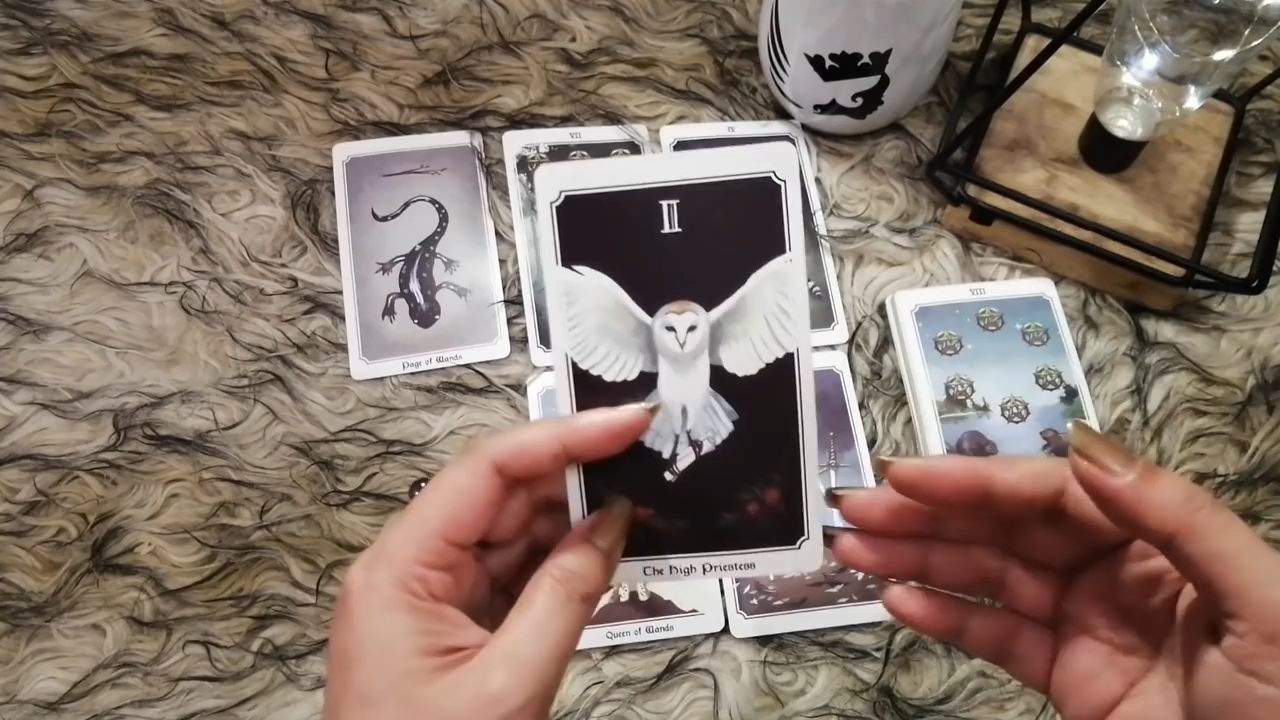 VII
IV
II
Page of Wands
VIII
The High Priestess
Queen of Wands